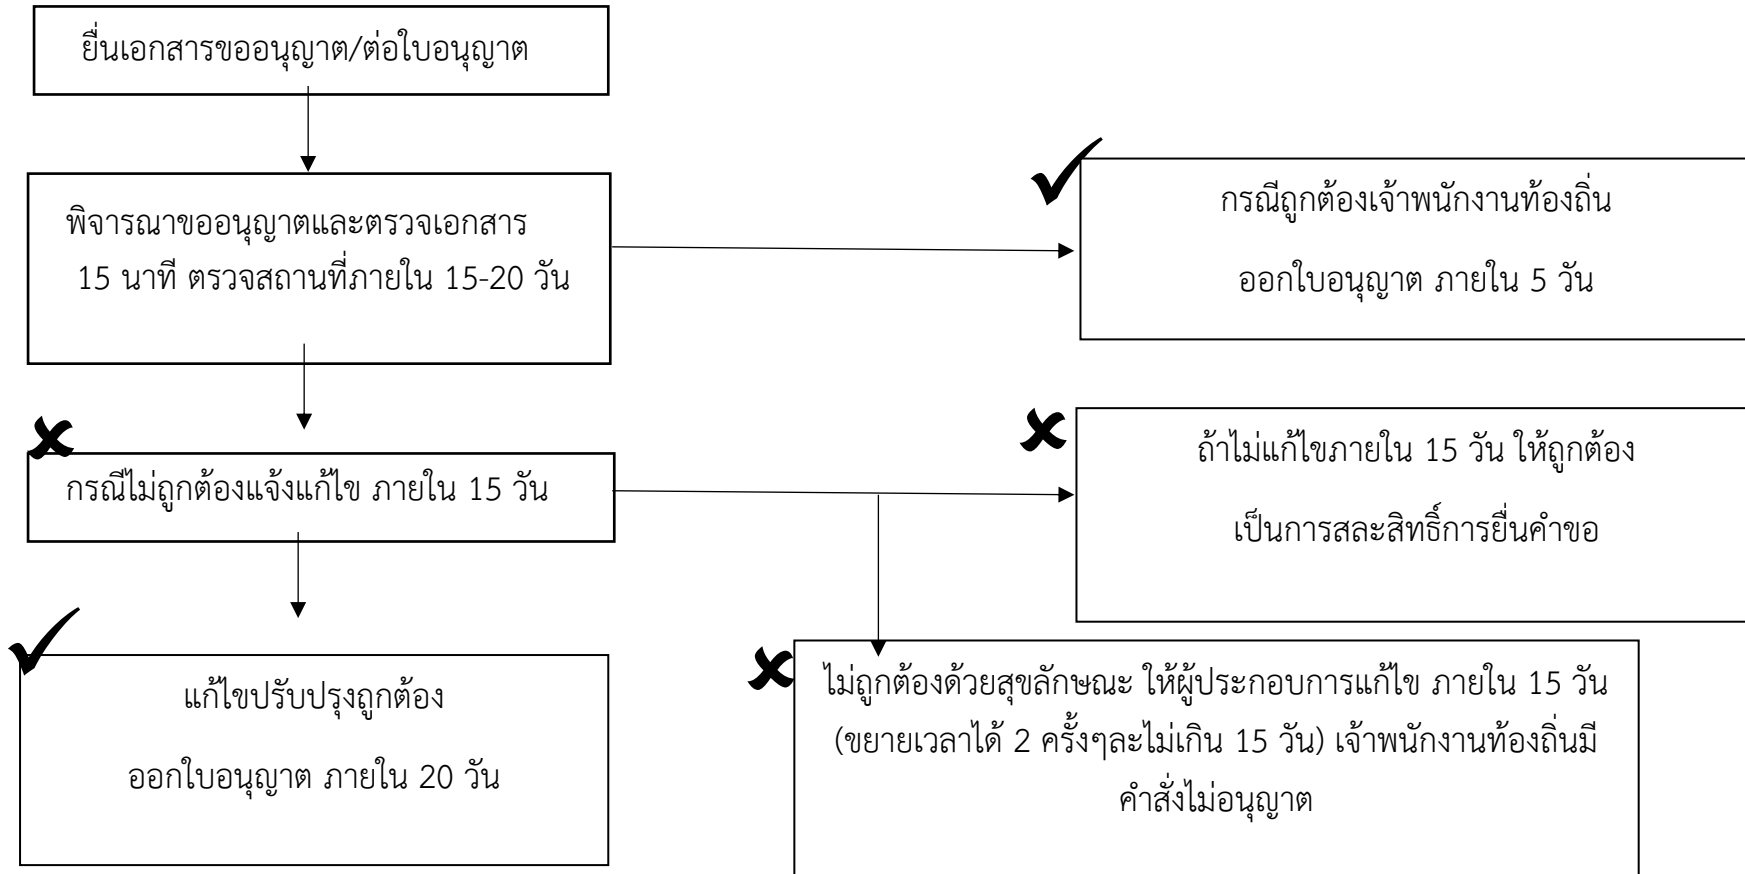 ยื่นเอกสารขออนุญาต/ต่อใบอนุญาต
พิจารณาขออนุญาตและตรวจเอกสาร
15 นาที ตรวจสถานที่ภายใน 15-20 วัน
กรณีถูกต้องเจ้าพนักงานท้องถิ่น
ออกใบอนุญาต ภายใน 5 วัน
กรณีไม่ถูกต้องแจ้งแก้ไข ภายใน 15 วัน
ถ้าไม่แก้ไขภายใน 15 วัน ให้ถูกต้อง
เป็นการสละสิทธิ์การยื่นคำขอ
แก้ไขปรับปรุงถูกต้อง
ออกใบอนุญาต ภายใน 20 วัน
ไม่ถูกต้องด้วยสุขลักษณะ ให้ผู้ประกอบการแก้ไข ภายใน 15 วัน
(ขยายเวลาได้ 2 ครั้งๆละไม่เกิน 15 วัน) เจ้าพนักงานท้องถิ่นมี
คำสั่งไม่อนุญาต